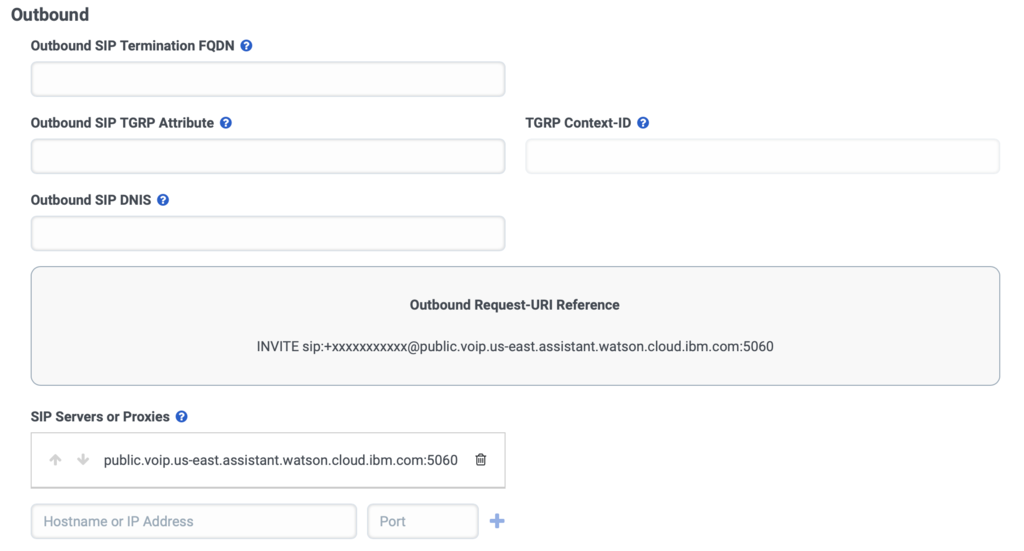 Outbound
Outbound SIP Termination FQDN ?
Outbound SIP TGRP Attribute ?
TGRP Context-ID ?
Outbound SIP DNIS ?
Outbound Request-URI Reference
INVITE sip:+xxxxxxxxxxx@public.voip.us-east.assistant.watson.cloud.ibm.com:5060
SIP Servers or Proxies ?
public.voip.us-east.assistant.watson.cloud.ibm.com:5060
Hostname or IP Address
Port